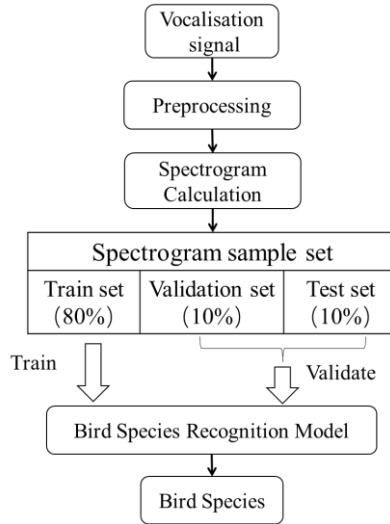 Vocalisation
signal
Preprocessing
Spectrogram
Calculation
Spectrogram sample set
Train set
(80%)
Validation set
(10%)
Test set
(10%)
Train
Validate
Bird Species Recognition Model
Bird Species